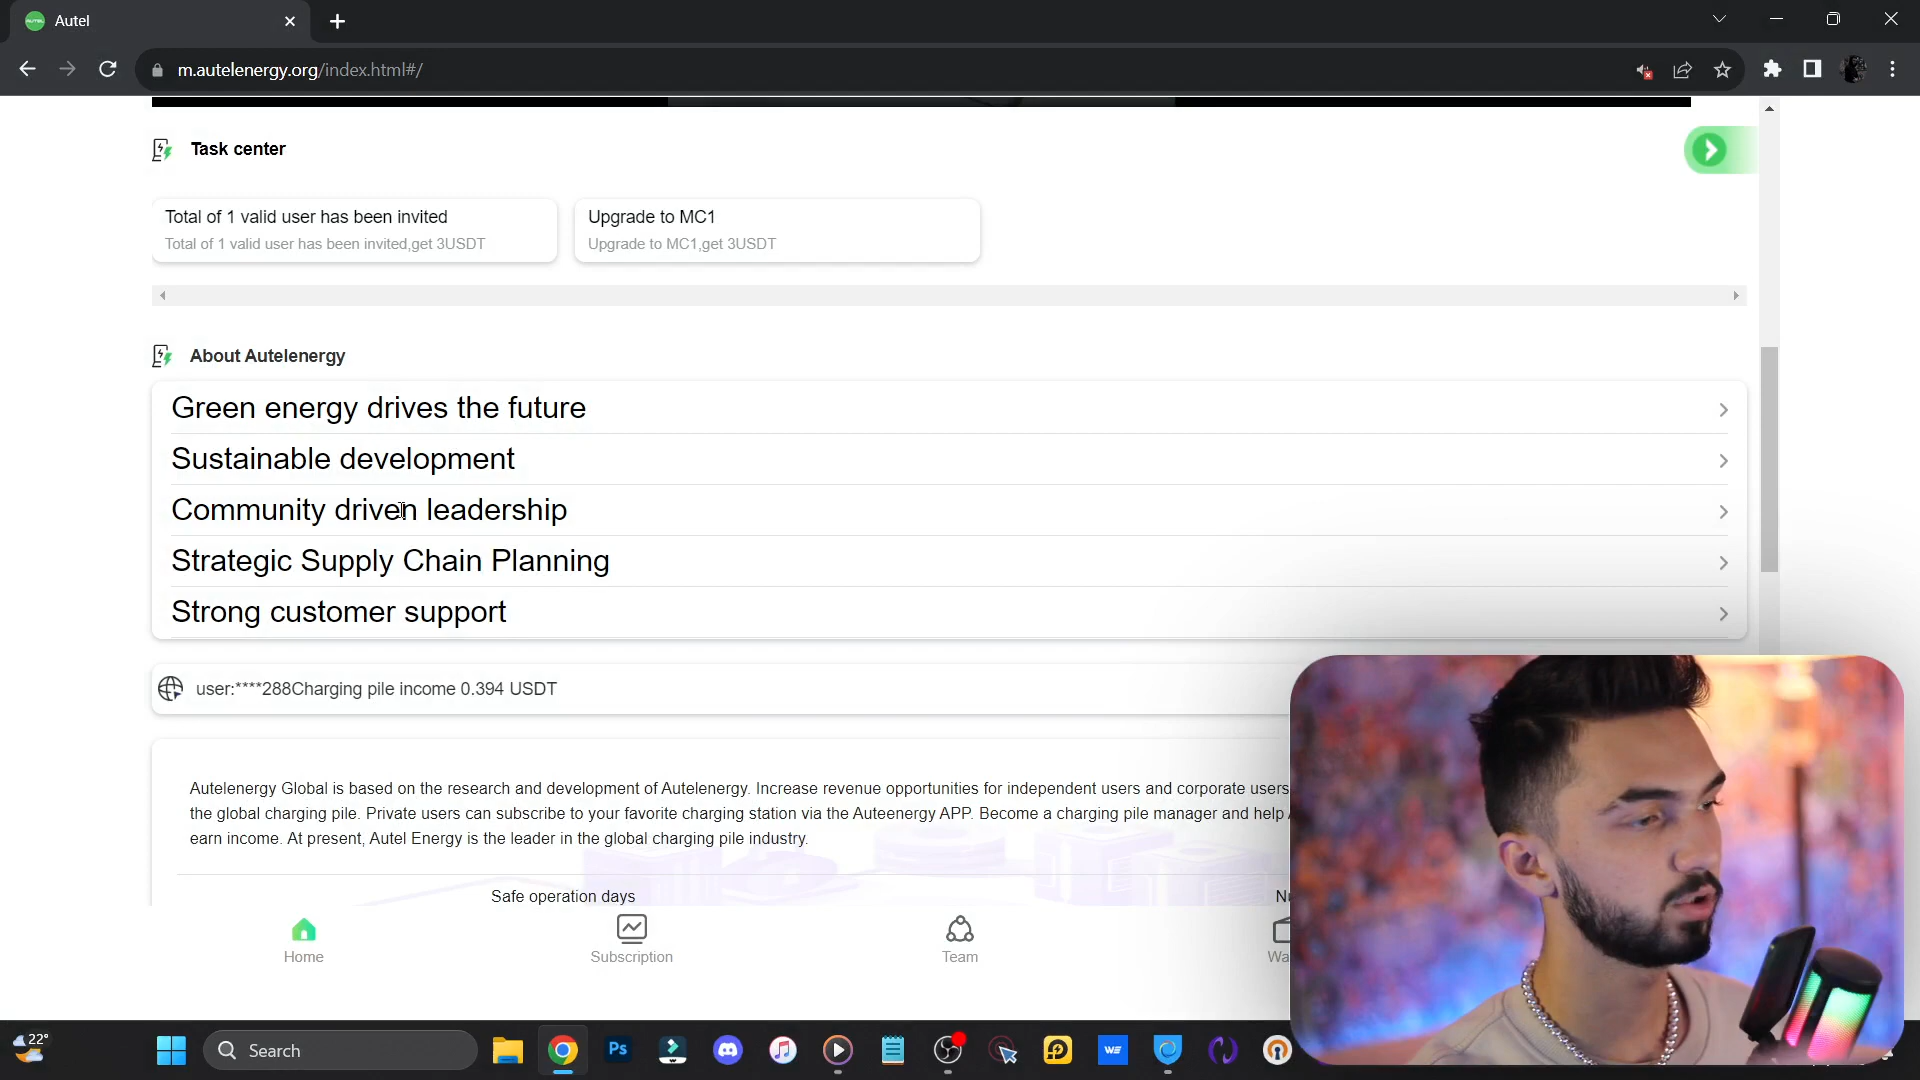 Autel
m.autelenergy.org/index.html#/
Task center
Total of 1 valid user has been invited
Total of 1 valid user has been invited,get 3USDT
Upgrade to MC1
Upgrade to MC1,get 3USDT
About Autelenergy
Green energy drives the future
Sustainable development
Community driven leadership
Strategic Supply Chain Planning
Strong customer support
user:****288Charging pile income 0.394 USDT
Autelenergy Global is based on the research and development of Autelenergy. Increase revenue opportunities for independent users and corporate users
the global charging pile. Private users can subscribe to your favorite charging station via the Auteenergy APP. Become a charging pile manager and help
earn income. At present, Autel Energy is the leader in the global charging pile industry.
Safe operation days
Home
Subscription
Team
22°
Search
Ps
WE